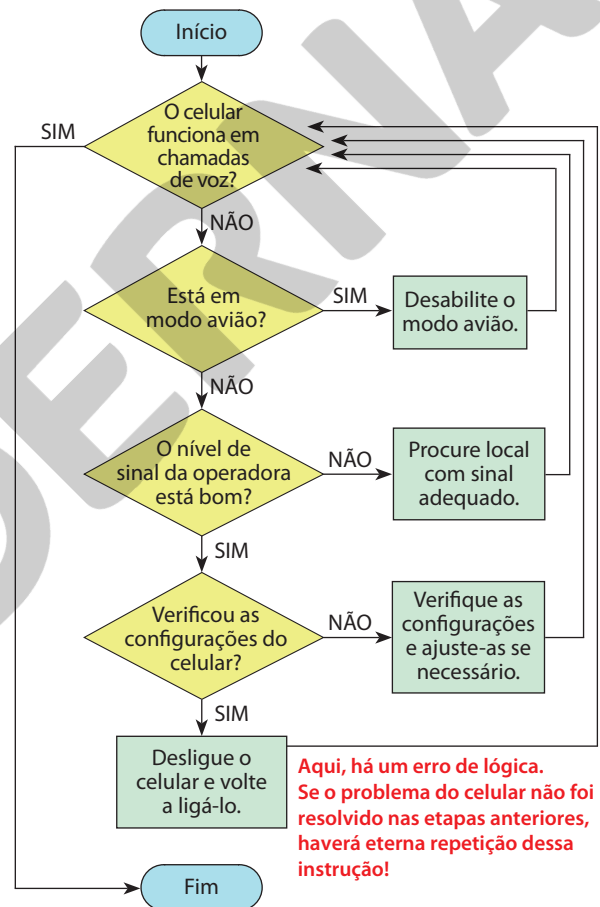 Início
O celular
funciona em
chamadas
de voz?
SIM
NÃO
Está em
modo avião?
SIM
Desabilite o
modo avião.
NÃO
O nível de
sinal da operadora
está bom?
NÃO
Procure local
com sinal
adequado.
SIM
Verificou as
configurações do
celular?
NÃO
Verifique as
configurações
e ajuste-as se
necessário.
SIM
Desligue o
celular e volte
a ligá-lo.
Aqui, há um erro de lógica.
Se o problema do celular não foi
resolvido nas etapas anteriores,
haverá eterna repetição dessa
instrução!
Fim